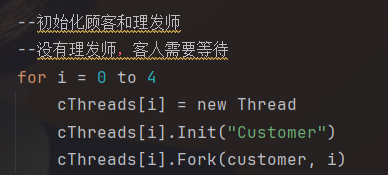 --初始化顾客和理发师
--没有理发师，客人需要等待
for i = 0 to 4
cThreads[i] = new Thread
cThreads[i].Init("Customer")
cThreads[i].Fork(customer, i)